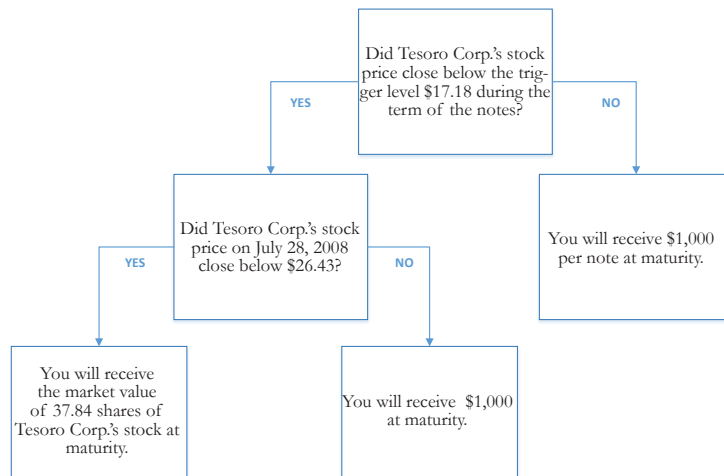 Did Tesoro Corp.'s stock
price close below the trig-
ger level $17.18 during the
term of the notes?
YES
NO
Did Tesoro Corp.'s stock
price on July 28, 2008
close below $26.43?
You will receive $1,000
per note at maturity.
YES
NO
You will receive
the market value
of 37.84 shares of
Tesoro Corp.'s stock at
maturity.
You will receive $1,000
at maturity.